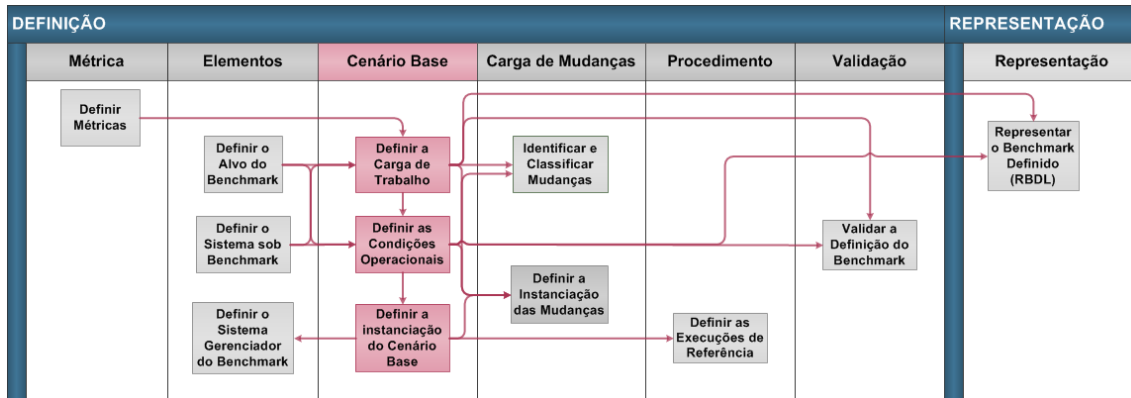 DEFINIÇÃO
REPRESENTAÇÃO
Métrica
Elementos
Cenário Base
Carga de Mudanças
Procedimento
Validação
Representação
Definir
Métricas
Definir o
Alvo do
Benchmark
Definir o
Sistema sob
Benchmark
Definir o
Sistema
Gerenciador
do Benchmark
Definir a
Carga de
Trabalho
Definir as
Condições
Operacionais
Definir a
instanciação
do Cenário
Base
Identificar e
Classificar
Mudanças
Definir a
Instanciação
das Mudanças
Definir as
Execuções de
Referência
Validar a
Definição do
Benchmark
Representar
o Benchmark
Definido
(RBDL)